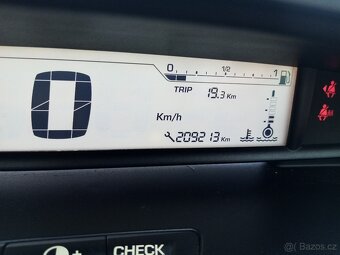 0 1/2 1
TRIP 19.3 Km
0
Km/h
209213 Km
CHECK
© Bazos.cz